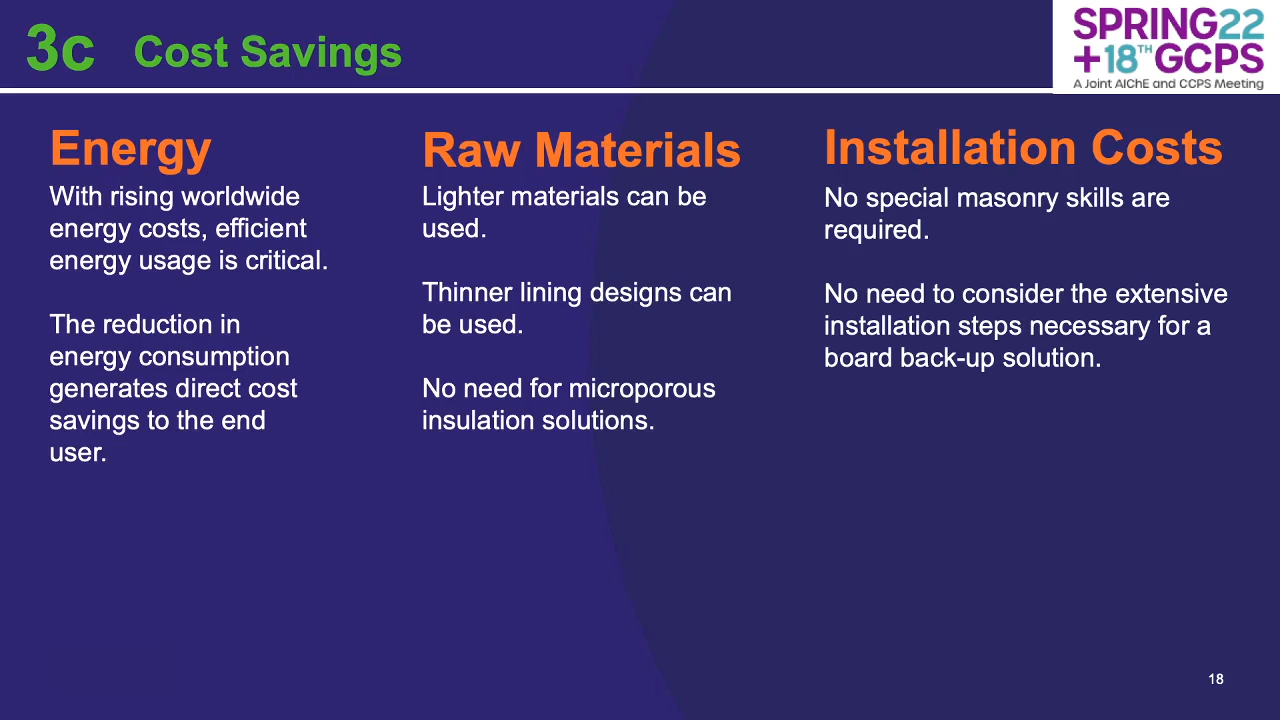 3c Cost Savings
SPRING22
+18TH GCPS
A Joint AIChE and CCPS Meeting
Energy
With rising worldwide
energy costs, efficient
energy usage is critical.
The reduction in
energy consumption
generates direct cost
savings to the end
user.
Raw Materials
Lighter materials can be
used.
Thinner lining designs can
be used.
No need for microporous
insulation solutions.
Installation Costs
No special masonry skills are
required.
No need to consider the extensive
installation steps necessary for a
board back-up solution.
18